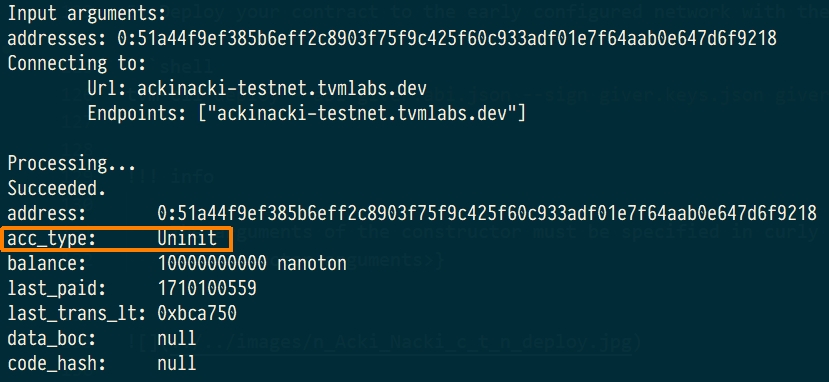 Input arguments:
addresses: 0:51a44f9ef385b6eff2c8903f75f9c425f60c933adf01e7f64aab0e647d6f9218
Connecting to:
Url: ackinacki-testnet.tvmlabs.dev
Endpoints: ["ackinacki-testnet.tvmlabs.dev"]
Processing...
Succeeded.
address: 0:51a44f9ef385b6eff2c8903f75f9c425f60c933adf01e7f64aab0e647d6f9218
acc_type: Uninit
balance: 10000000000 nanoton
last_paid: 1710100559
last_trans_lt: 0xbca750
data_boc: null
code_hash: null